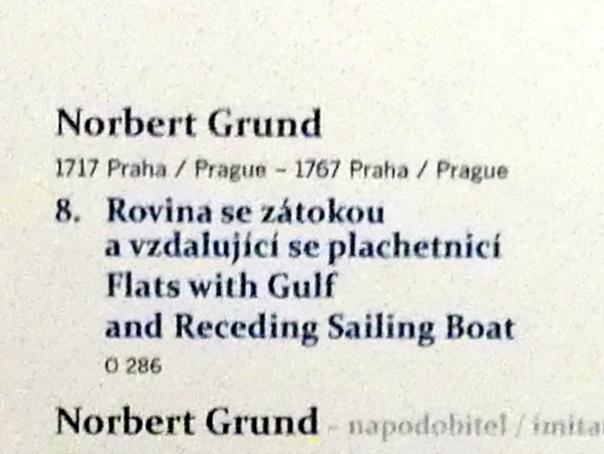 Norbert Grund
1717 Praha / Prague – 1767 Praha / Prague
8. Rovina se zátokou
a vzdalující se plachetnicí
Flats with Gulf
and Receding Sailing Boat
O 286
Norbert Grund – napodobitel /